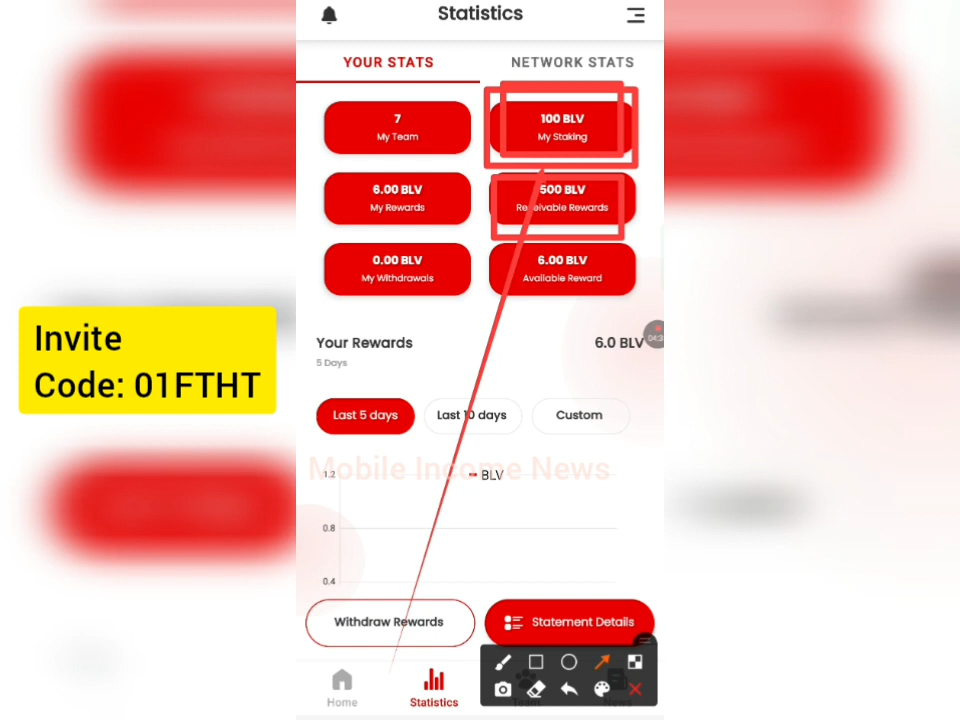 Statistics
YOUR STATS NETWORK STATS
7
My Team
100 BLV
My Staking
6.00 BLV
My Rewards
500 BLV
Receivable Rewards
0.00 BLV
My Withdrawals
6.00 BLV
Available Reward
Invite
Code: 01FTHT
Your Rewards 6.0 BLV
5 Days
Last 5 days Last 10 days Custom
Mobile Income News
1.2 BLV
0.8
0.4
Withdraw Rewards Statement Details
Home Statistics